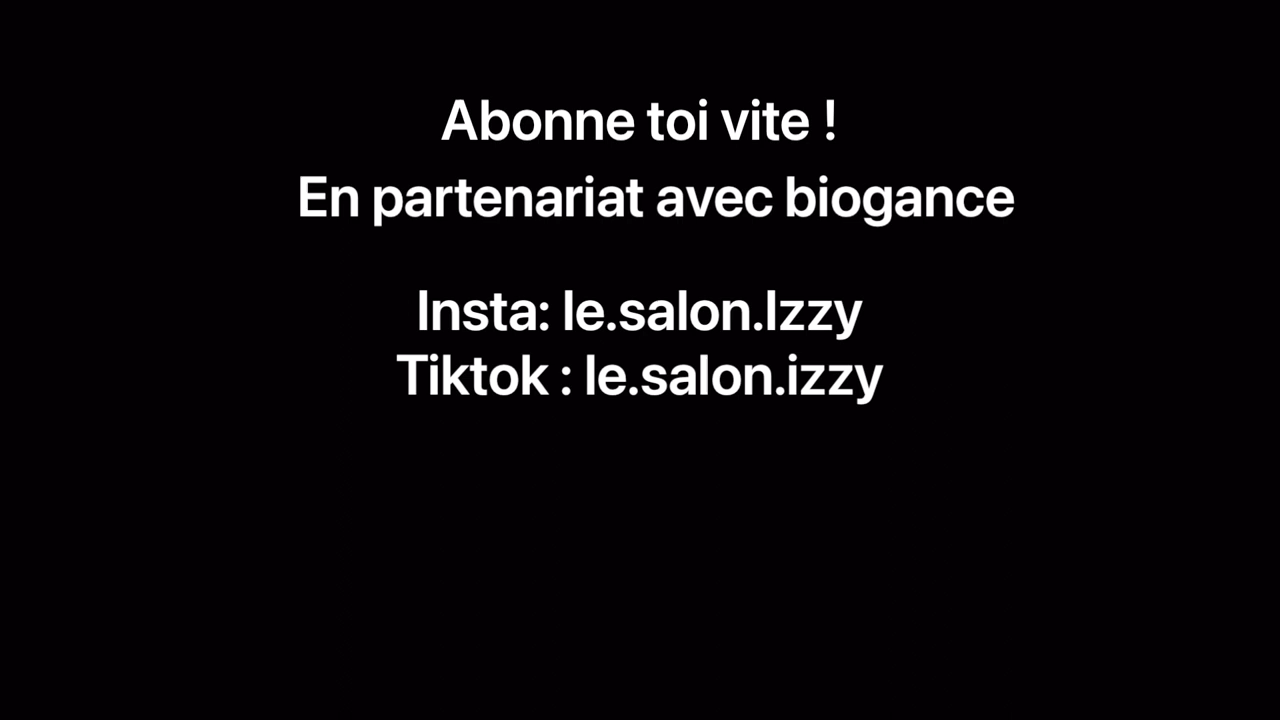 Abonne toi vite !
En partenariat avec biogance
Insta: le.salon.Izzy
Tiktok : le.salon.izzy